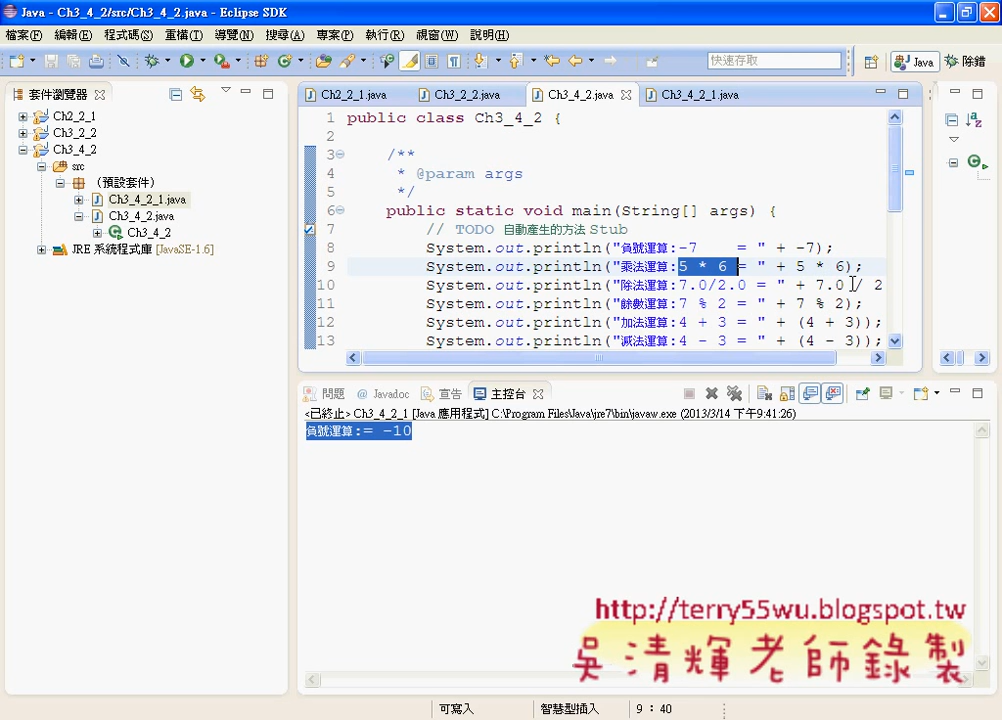 Java - Ch3_4_2/src/Ch3_4_2.java - Eclipse SDK
檔案(F) 編輯(E) 程式碼(S) 重構(T) 導覽(N) 搜尋(A) 專案(P) 執行(R) 視窗(W) 說明(H)
快速存取 Java 除錯
套件瀏覽器
Ch2_2_1
Ch3_2_2
Ch3_4_2
src
(預設套件)
Ch3_4_2_1.java
Ch3_4_2.java
Ch3_4_2
JRE 系統程式庫 [JavaSE-1.6]
Ch2_2_1.java Ch3_2_2.java Ch3_4_2.java Ch3_4_2_1.java
1 public class Ch3_4_2 {
2
3 /**
4 * @param args
5 */
6 public static void main(String[] args) {
7 // TODO 自動產生的方法 Stub
8 System.out.println("負號運算:-7 = " + -7);
9 System.out.println("乘法運算:5 * 6 = " + 5 * 6);
10 System.out.println("除法運算:7.0/2.0 = " + 7.0 / 2
11 System.out.println("餘數運算:7 % 2 = " + 7 % 2);
12 System.out.println("加法運算:4 + 3 = " + (4 + 3));
13 System.out.println("減法運算:4 - 3 = " + (4 - 3));
問題 @ Javadoc 宣告 主控台
<已終止> Ch3_4_2_1 [Java 應用程式] C:\Program Files\Java\jre7\bin\javaw.exe (2013/3/14 下午9:41:26)
負號運算:= -10
http://terry55wu.blogspot.tw
吳清輝老師錄製
可寫入 智慧型插入 9 : 40